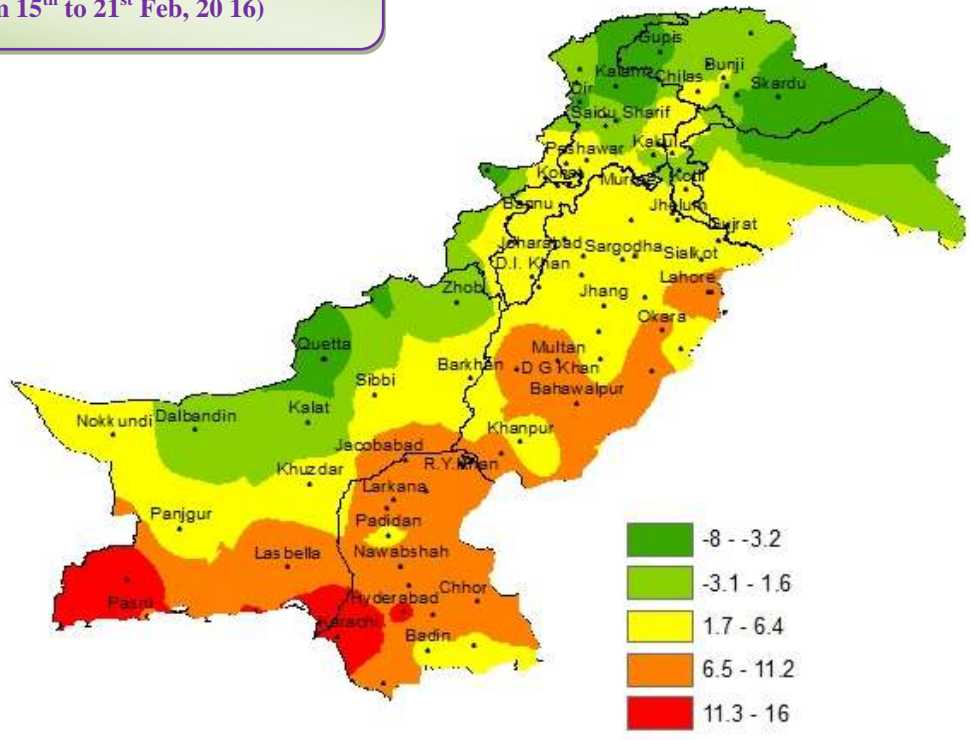 15th to 21st Feb, 20 16)
Gupis
Kalam
Chilas
Bunji
Skardu
Dir
Saidu Sharif
Peshawar
Kakul
Kohat
Murree
Kotli
Bannu
Jhelum
Gujrat
Joharabad
Sargodha
Sialkot
D.I. Khan
Lahore
Zhob
Jhang
Okara
Quetta
Multan
Barkhan
D G Khan
Sibbi
Bahawalpur
Nokkundi
Dalbandin
Kalat
Khanpur
Jacobabad
Khuzdar
R.Y.Khan
Larkana
Panjgur
Padidan
Lasbella
Nawabshah
Pasni
Hyderabad
Chhor
Karachi
Badin
-8 - -3.2
-3.1 - 1.6
1.7 - 6.4
6.5 - 11.2
11.3 - 16